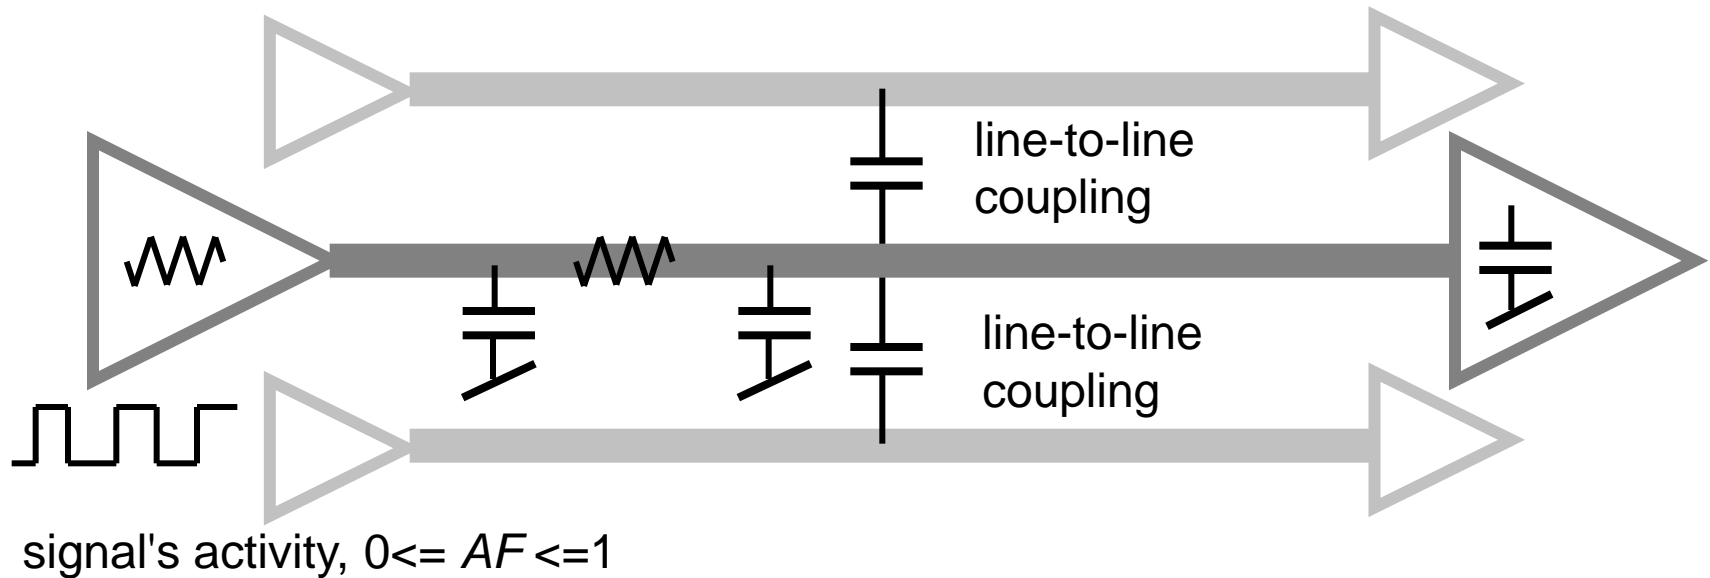 line-to-line
coupling
line-to-line
coupling
signal's activity, 0<= AF <=1